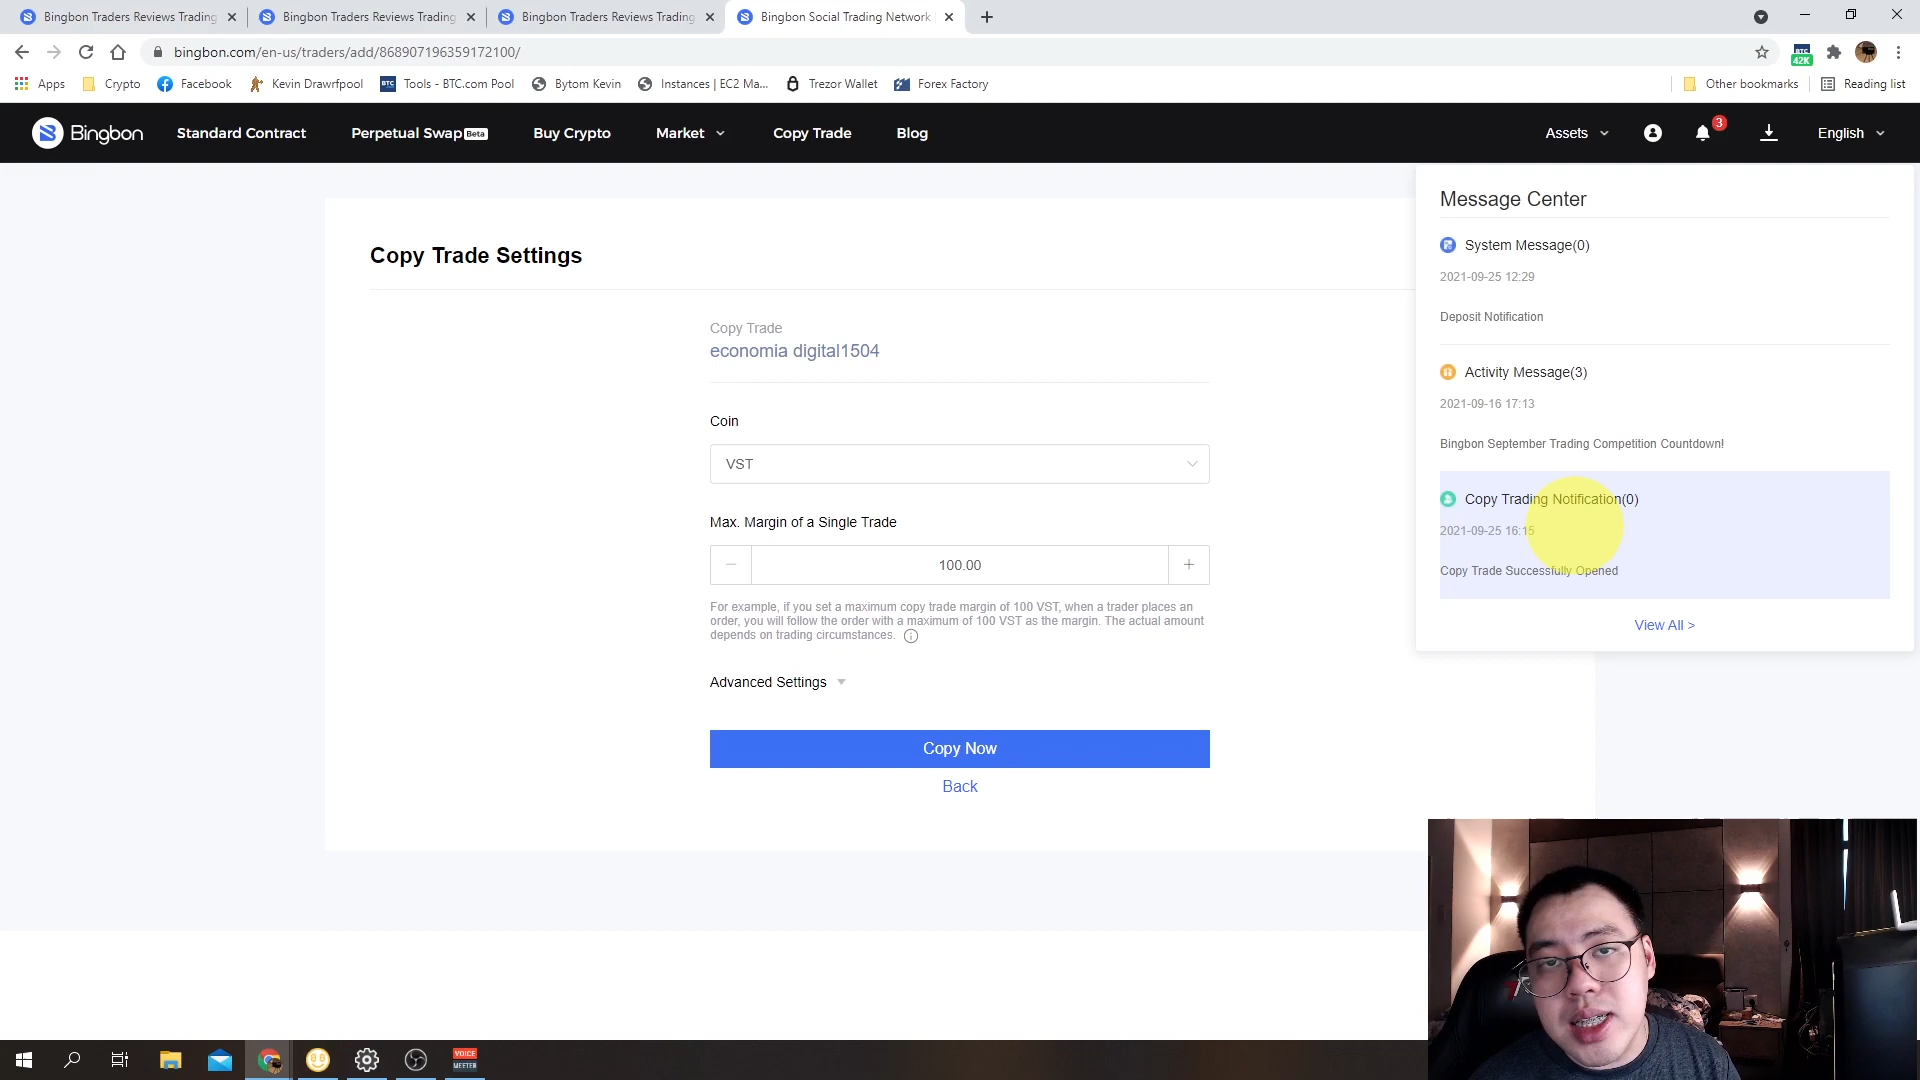 Bingbon Traders Reviews Trading
Bingbon Traders Reviews Trading
Bingbon Traders Reviews Trading
Bingbon Social Trading Network
bingbon.com/en-us/traders/add/868907196359172100/
BTC
42K
Apps
Crypto
Facebook
Kevin Drawrfpool
BTC
Tools - BTC.com Pool
Bytom Kevin
Instances | EC2 Ma...
Trezor Wallet
Forex Factory
Other bookmarks
Reading list
Bingbon
Standard Contract
Perpetual Swap Beta
Buy Crypto
Market
Copy Trade
Blog
Assets
3
English
Copy Trade Settings
Copy Trade
economia digital1504
Coin
VST
Max. Margin of a Single Trade
100.00
For example, if you set a maximum copy trade margin of 100 VST, when a trader places an
order, you will follow the order with a maximum of 100 VST as the margin. The actual amount
depends on trading circumstances.
Advanced Settings
Copy Now
Back
Message Center
System Message(0)
2021-09-25 12:29
Deposit Notification
Activity Message(3)
2021-09-16 17:13
Bingbon September Trading Competition Countdown!
Copy Trading Notification(0)
2021-09-25 16:15
Copy Trade Successfully Opened
View All >
VOICE
MEETER